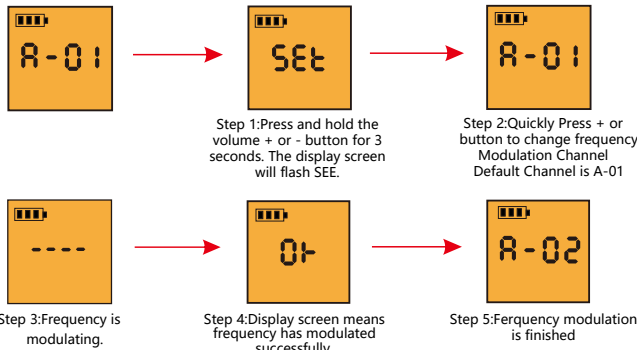 A-01
SEt
A-01
Step 1:Press and hold the
volume + or - button for 3
seconds. The display screen
will flash SEE.
Step 2:Quickly Press + or
button to change frequency
Modulation Channel
Default Channel is A-01
----
Ok
A-02
Step 3:Frequency is
modulating.
Step 4:Display screen means
frequency has modulated
successfully
Step 5:Ferquency modulation
is finished